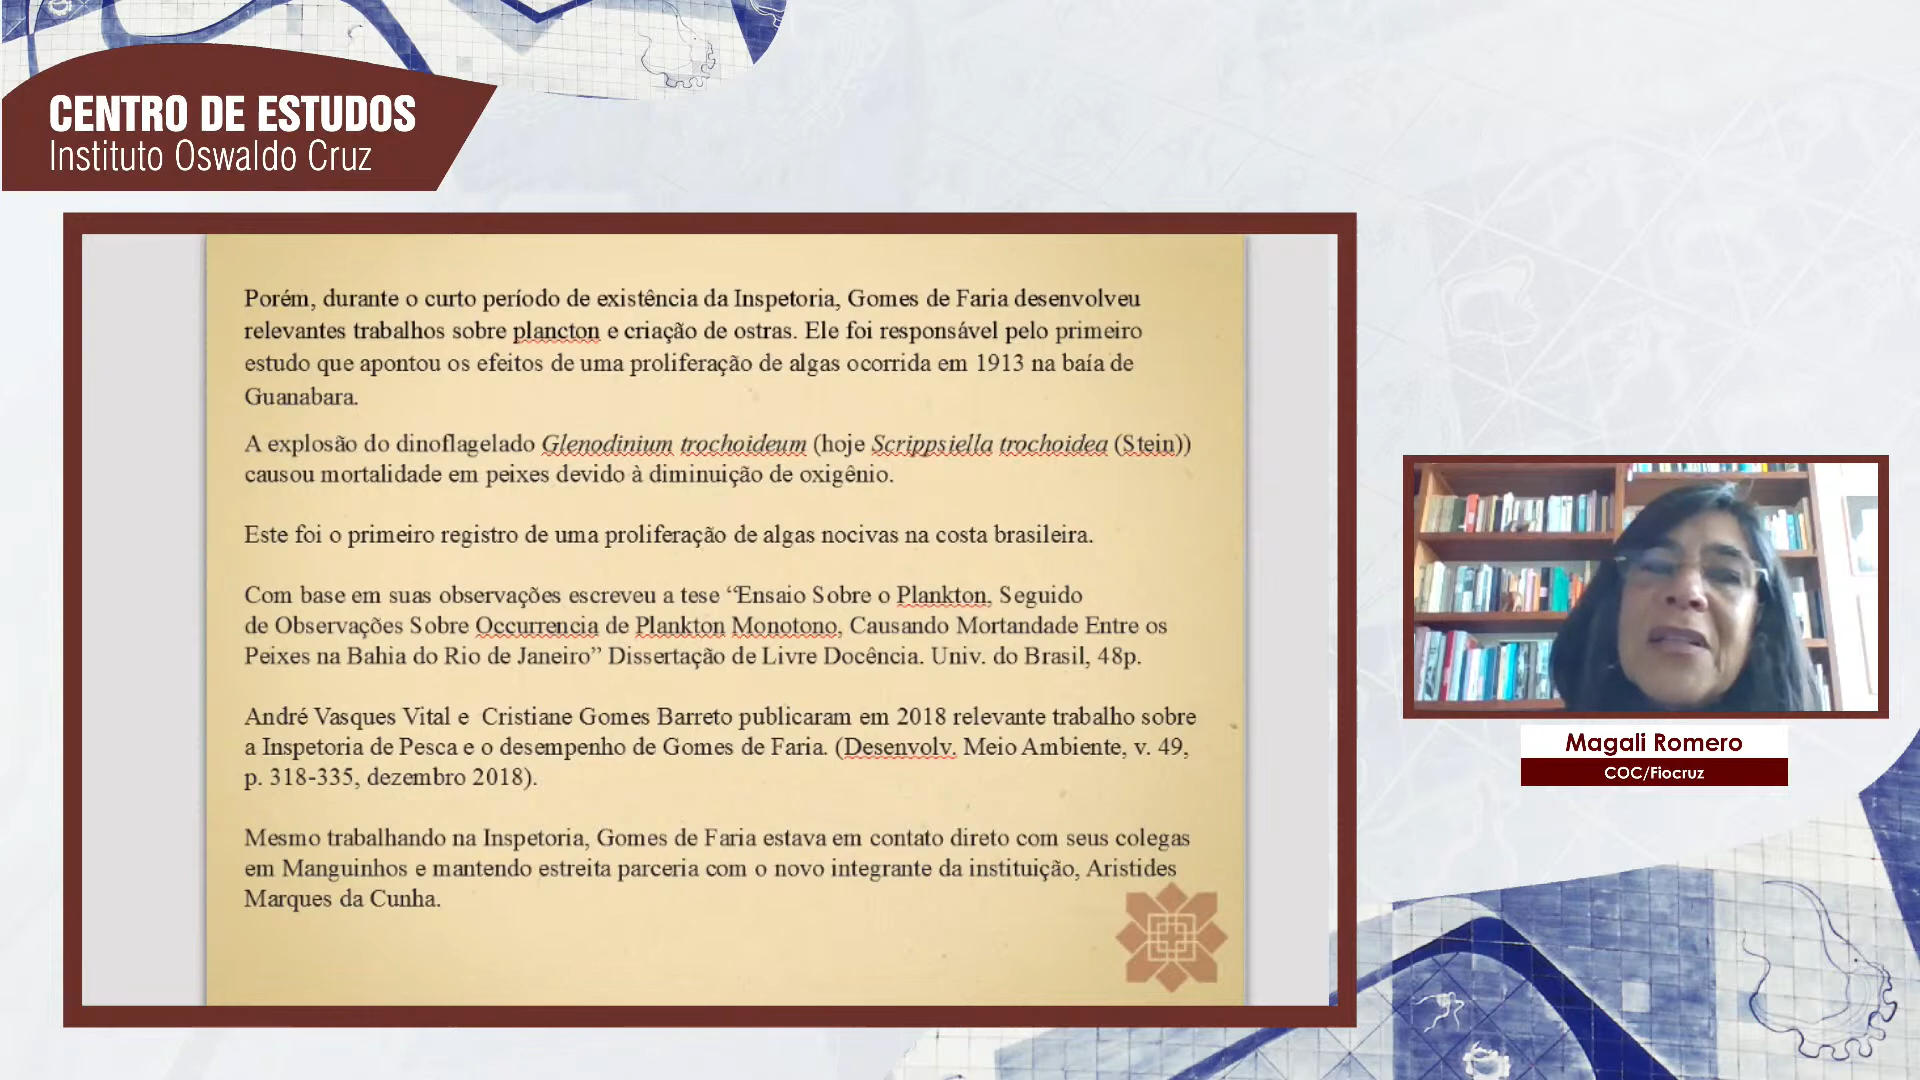 CENTRO DE ESTUDOS
Instituto Oswaldo Cruz
Porém, durante o curto período de existência da Inspetoria, Gomes de Faria desenvolveu
relevantes trabalhos sobre plancton e criação de ostras. Ele foi responsável pelo primeiro
estudo que apontou os efeitos de uma proliferação de algas ocorrida em 1913 na baía de
Guanabara.
A explosão do dinoflagelado Glenodinium trochoideum (hoje Scrippsiella trochoidea (Stein))
causou mortalidade em peixes devido à diminuição de oxigênio.
Este foi o primeiro registro de uma proliferação de algas nocivas na costa brasileira.
Com base em suas observações escreveu a tese “Ensaio Sobre o Plankton, Seguido
de Observações Sobre Occurrencia de Plankton Monotono, Causando Mortandade Entre os
Peixes na Bahia do Rio de Janeiro” Dissertação de Livre Docência. Univ. do Brasil, 48p.
André Vasques Vital e Cristiane Gomes Barreto publicaram em 2018 relevante trabalho sobre
a Inspetoria de Pesca e o desempenho de Gomes de Faria. (Desenvolv. Meio Ambiente, v. 49,
p. 318-335, dezembro 2018).
Mesmo trabalhando na Inspetoria, Gomes de Faria estava em contato direto com seus colegas
em Manguinhos e mantendo estreita parceria com o novo integrante da instituição, Aristides
Marques da Cunha.
Magali Romero
COC/Fiocruz